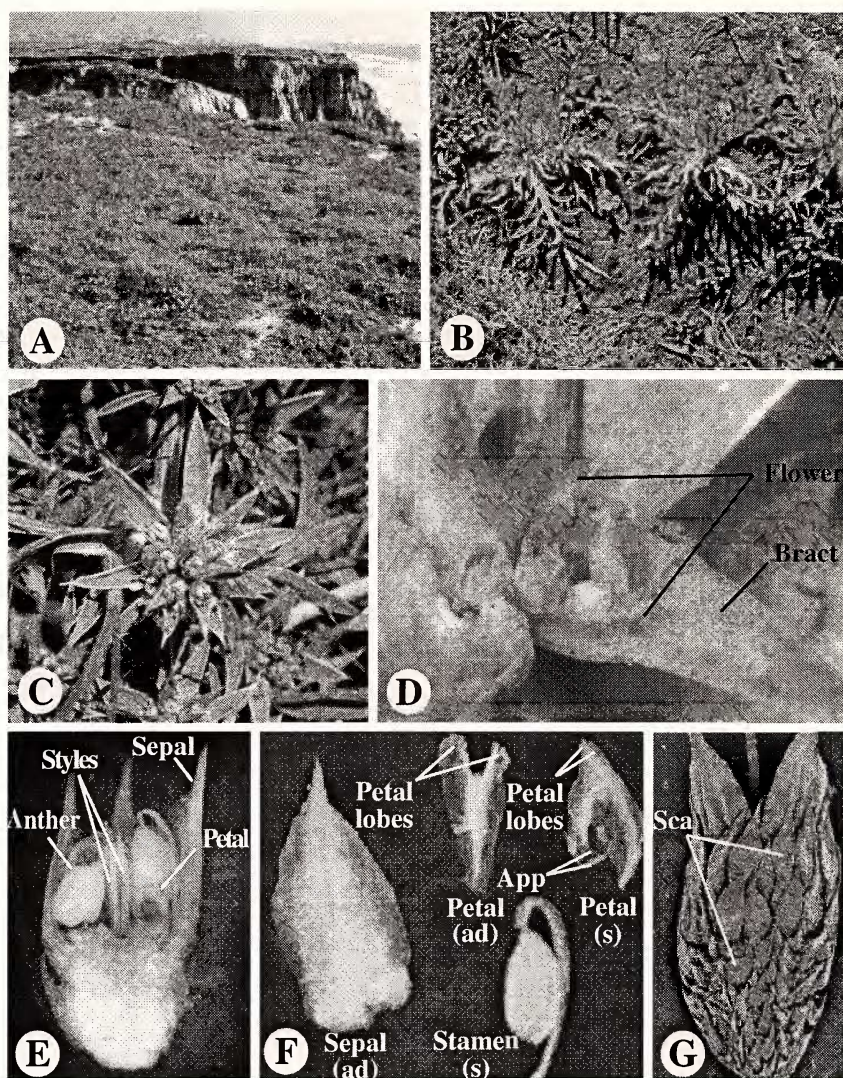 A
B
C
D
Flower
Bract
Sepal
Styles
Anther
Petal
E
Petal
lobes
Petal
lobes
App
Petal
(ad)
Petal
(s)
Sepal
(ad)
Stamen
(s)
F
Sca
G